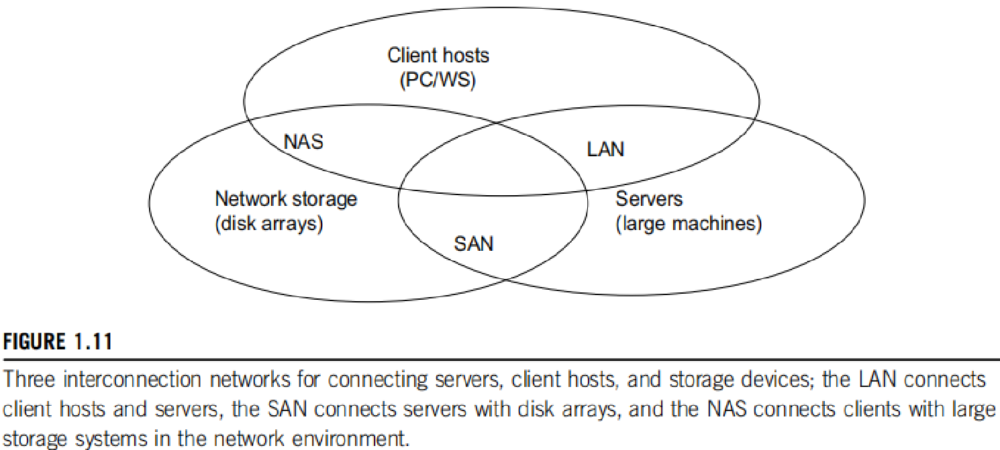 Client hosts
(PC/WS)
NAS
LAN
Network storage
(disk arrays)
Servers
(large machines)
SAN
FIGURE 1.11
Three interconnection networks for connecting servers, client hosts, and storage devices; the LAN connects
client hosts and servers, the SAN connects servers with disk arrays, and the NAS connects clients with large
storage systems in the network environment.